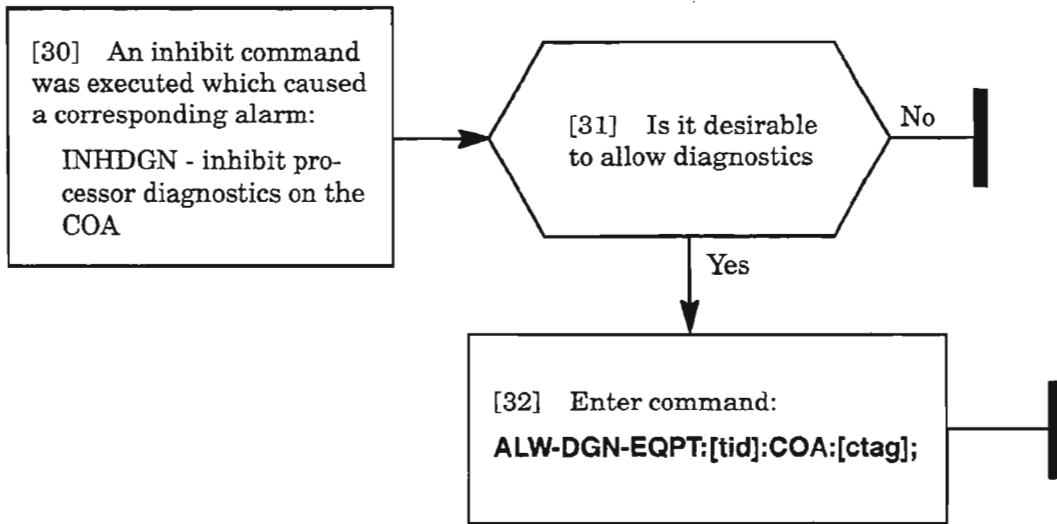 [30] An inhibit command
was executed which caused
a corresponding alarm:
INHDGN - inhibit pro-
cessor diagnostics on the
COA
[31] Is it desirable
to allow diagnostics
No
Yes
[32] Enter command:
ALW-DGN-EQPT:[tid]:COA:[ctag];